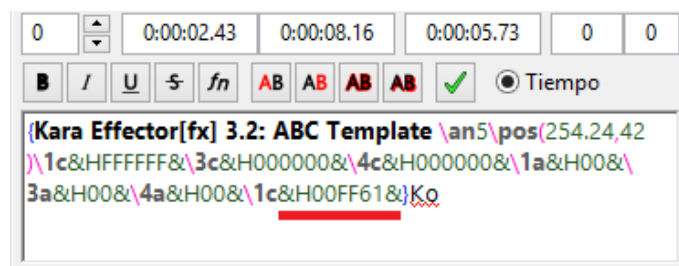 0 0:00:02.43 0:00:08.16 0:00:05.73 0 0
B I U S fn AB AB AB AB Tiempo
{Kara Effector[fx] 3.2: ABC Template \an5\pos(254.24,42
)\1c&HFFFFFF&\3c&H000000&\4c&H000000&\1a&H00&\
3a&H00&\4a&H00&\1c&H00FF61&}Ko